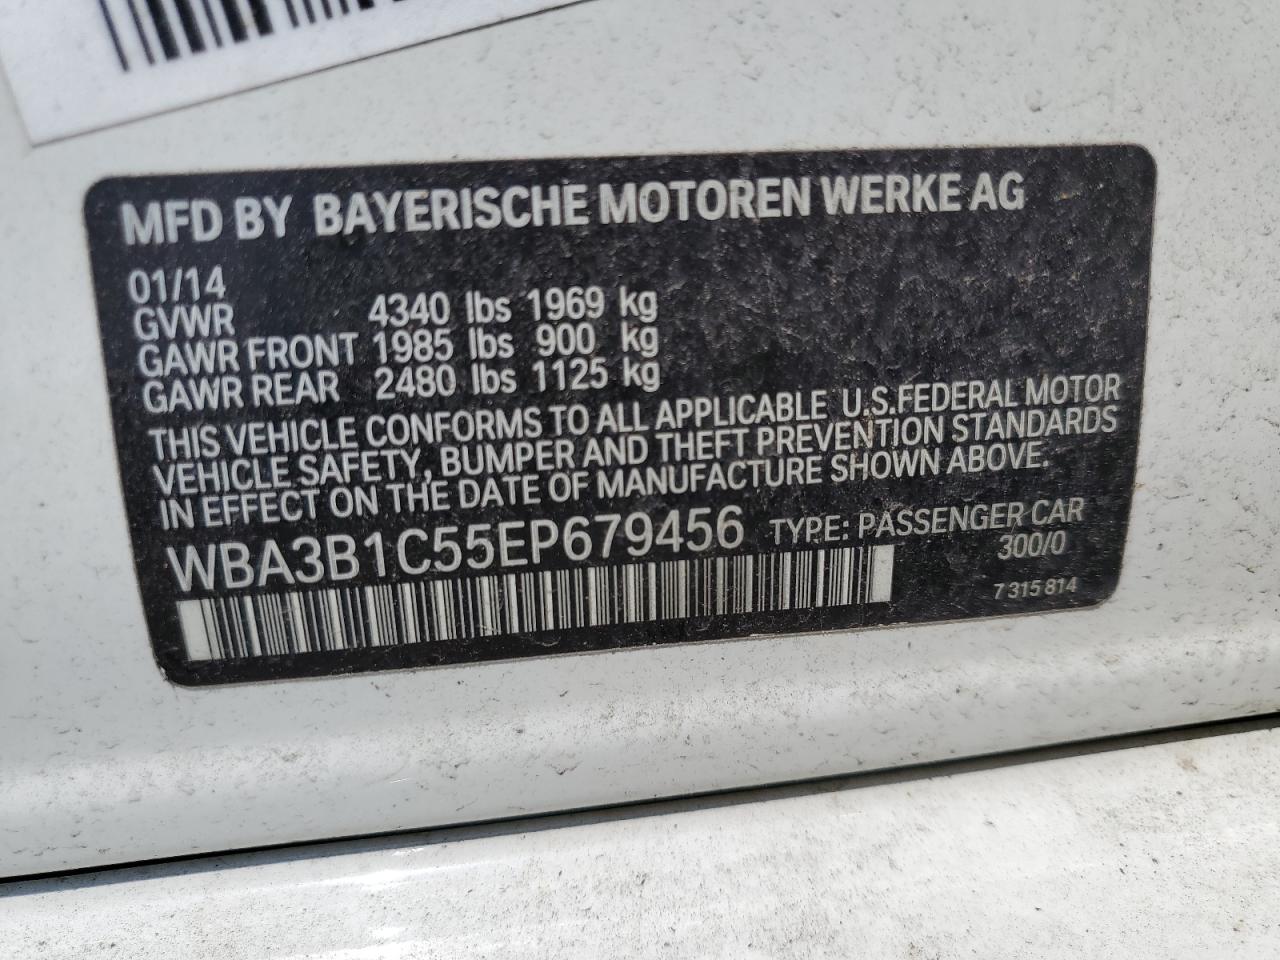 MFD BY BAYERISCHE MOTOREN WERKE AG
01/14
GVWR 4340 lbs 1969 kg
GAWR FRONT 1985 lbs 900 kg
GAWR REAR 2480 lbs 1125 kg
THIS VEHICLE CONFORMS TO ALL APPLICABLE U.S.FEDERAL MOTOR
VEHICLE SAFETY, BUMPER AND THEFT PREVENTION STANDARDS
IN EFFECT ON THE DATE OF MANUFACTURE SHOWN ABOVE.
WBA3B1C55EP679456 TYPE: PASSENGER CAR
300/0
7 315 814